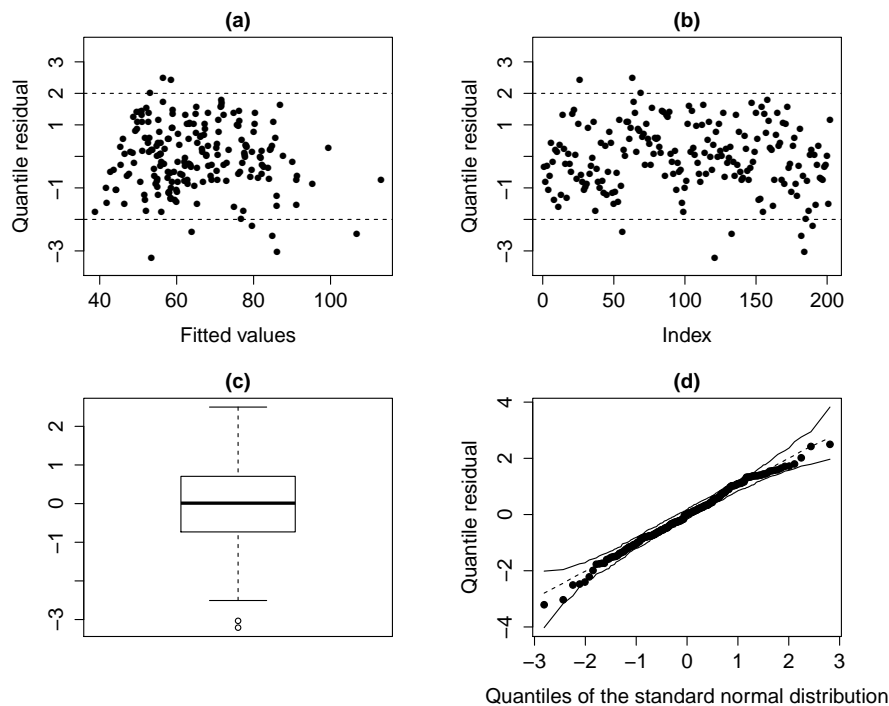 (a)
Quantile residual
3
2
1
−1
−3
40 60 80 100
Fitted values
(b)
Quantile residual
3
2
1
−1
−3
0 50 100 150 200
Index
(c)
2
1
0
−1
−3
(d)
Quantile residual
4
2
0
−2
−4
−3 −2 −1 0 1 2 3
Quantiles of the standard normal distribution